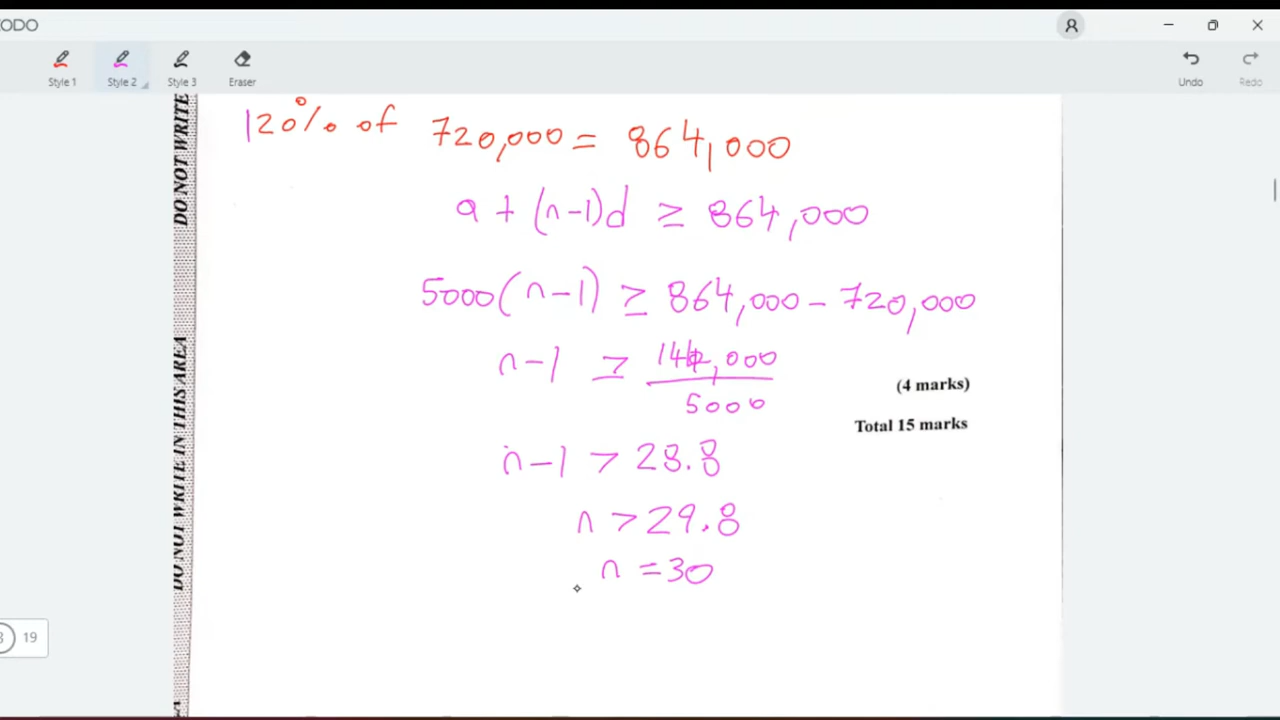 ODO
Style 1
Style 2
Style 3
Eraser
Undo
Redo
DO NOT WRITE
DO NOT WRITE IN THIS AREA
120% of 720,000 = 864,000
a + (n-1)d ≥ 864,000
5000(n-1) ≥ 864,000 - 720,000
n-1 ≥ 144,000
5000
(4 marks)
Total 15 marks
n-1 > 28.8
n > 29.8
n = 30
19